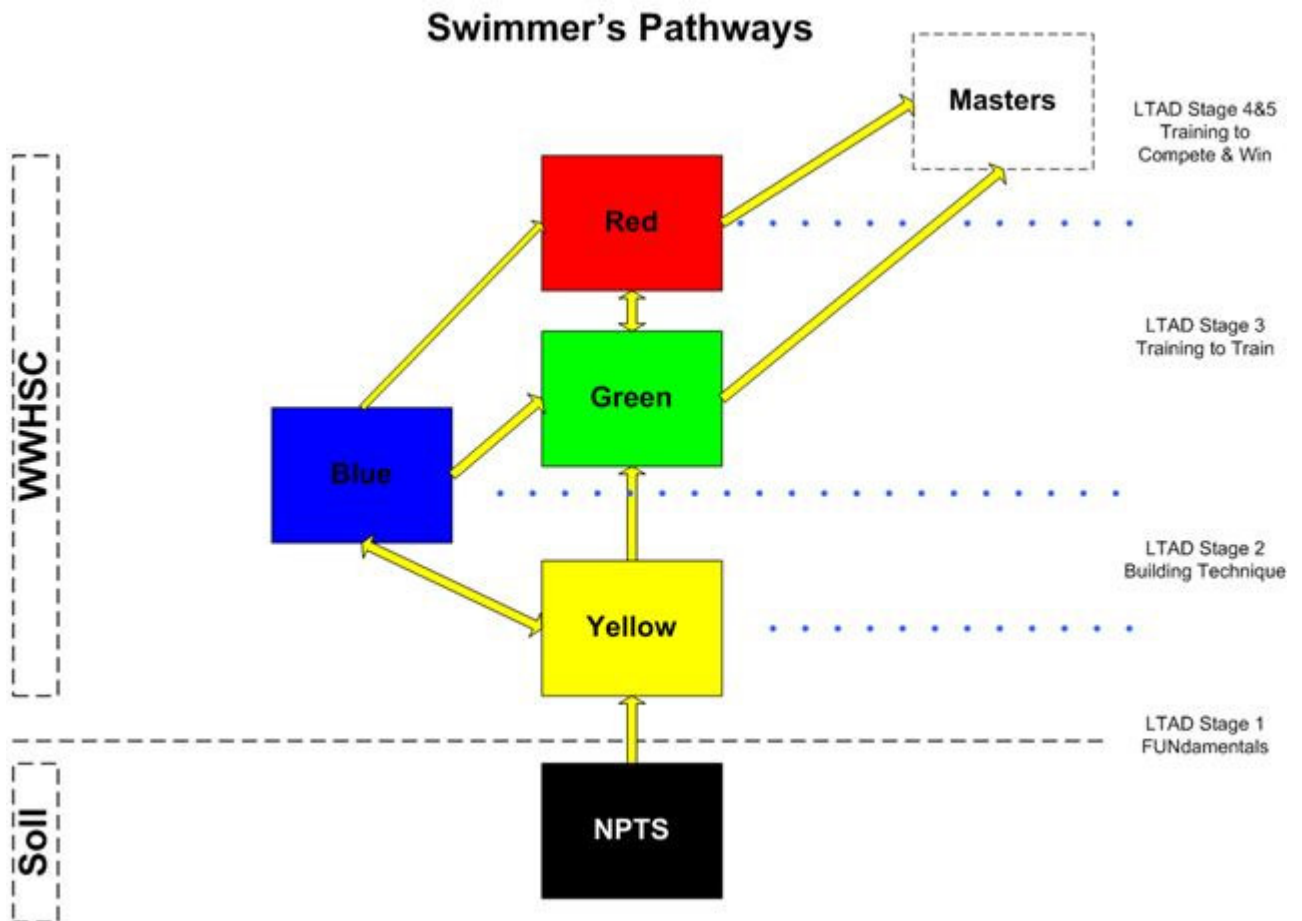 Swimmer's Pathways
Masters
LTAD Stage 4&5
Training to
Compete & Win
Red
LTAD Stage 3
Training to Train
WWHSC
Green
Blue
LTAD Stage 2
Building Technique
Yellow
LTAD Stage 1
FUNdamentals
Soll
NPTS